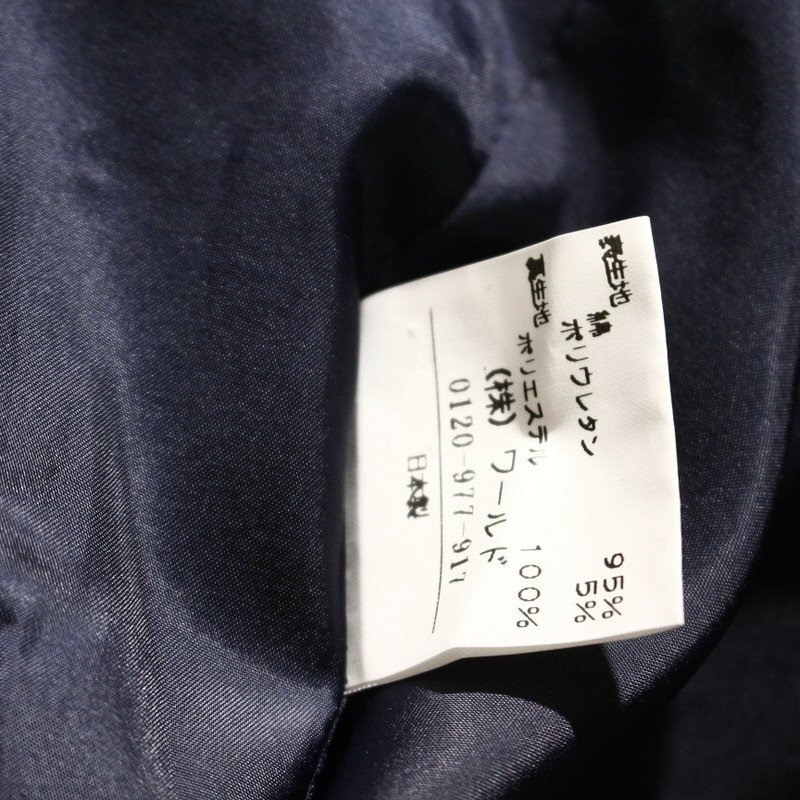 表生地
綿 95%
ポリウレタン 5%
裏生地 ポリエステル 100%
(株) ワールド
0120-977-917
日本製